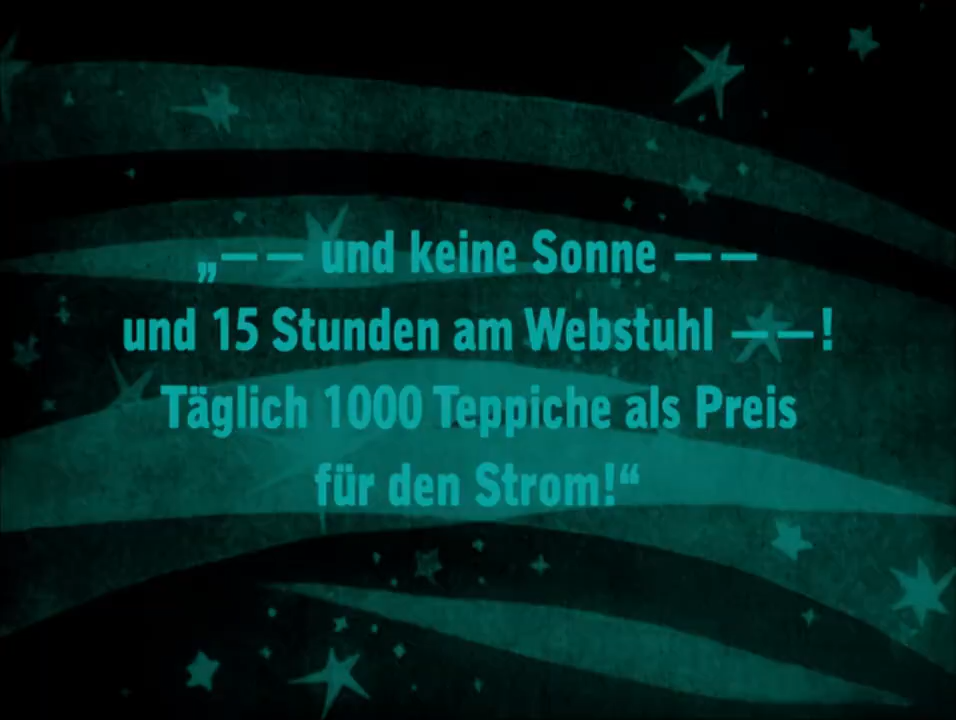 „—— und keine Sonne ——
und 15 Stunden am Webstuhl ——!
Täglich 1000 Teppiche als Preis
für den Strom!“